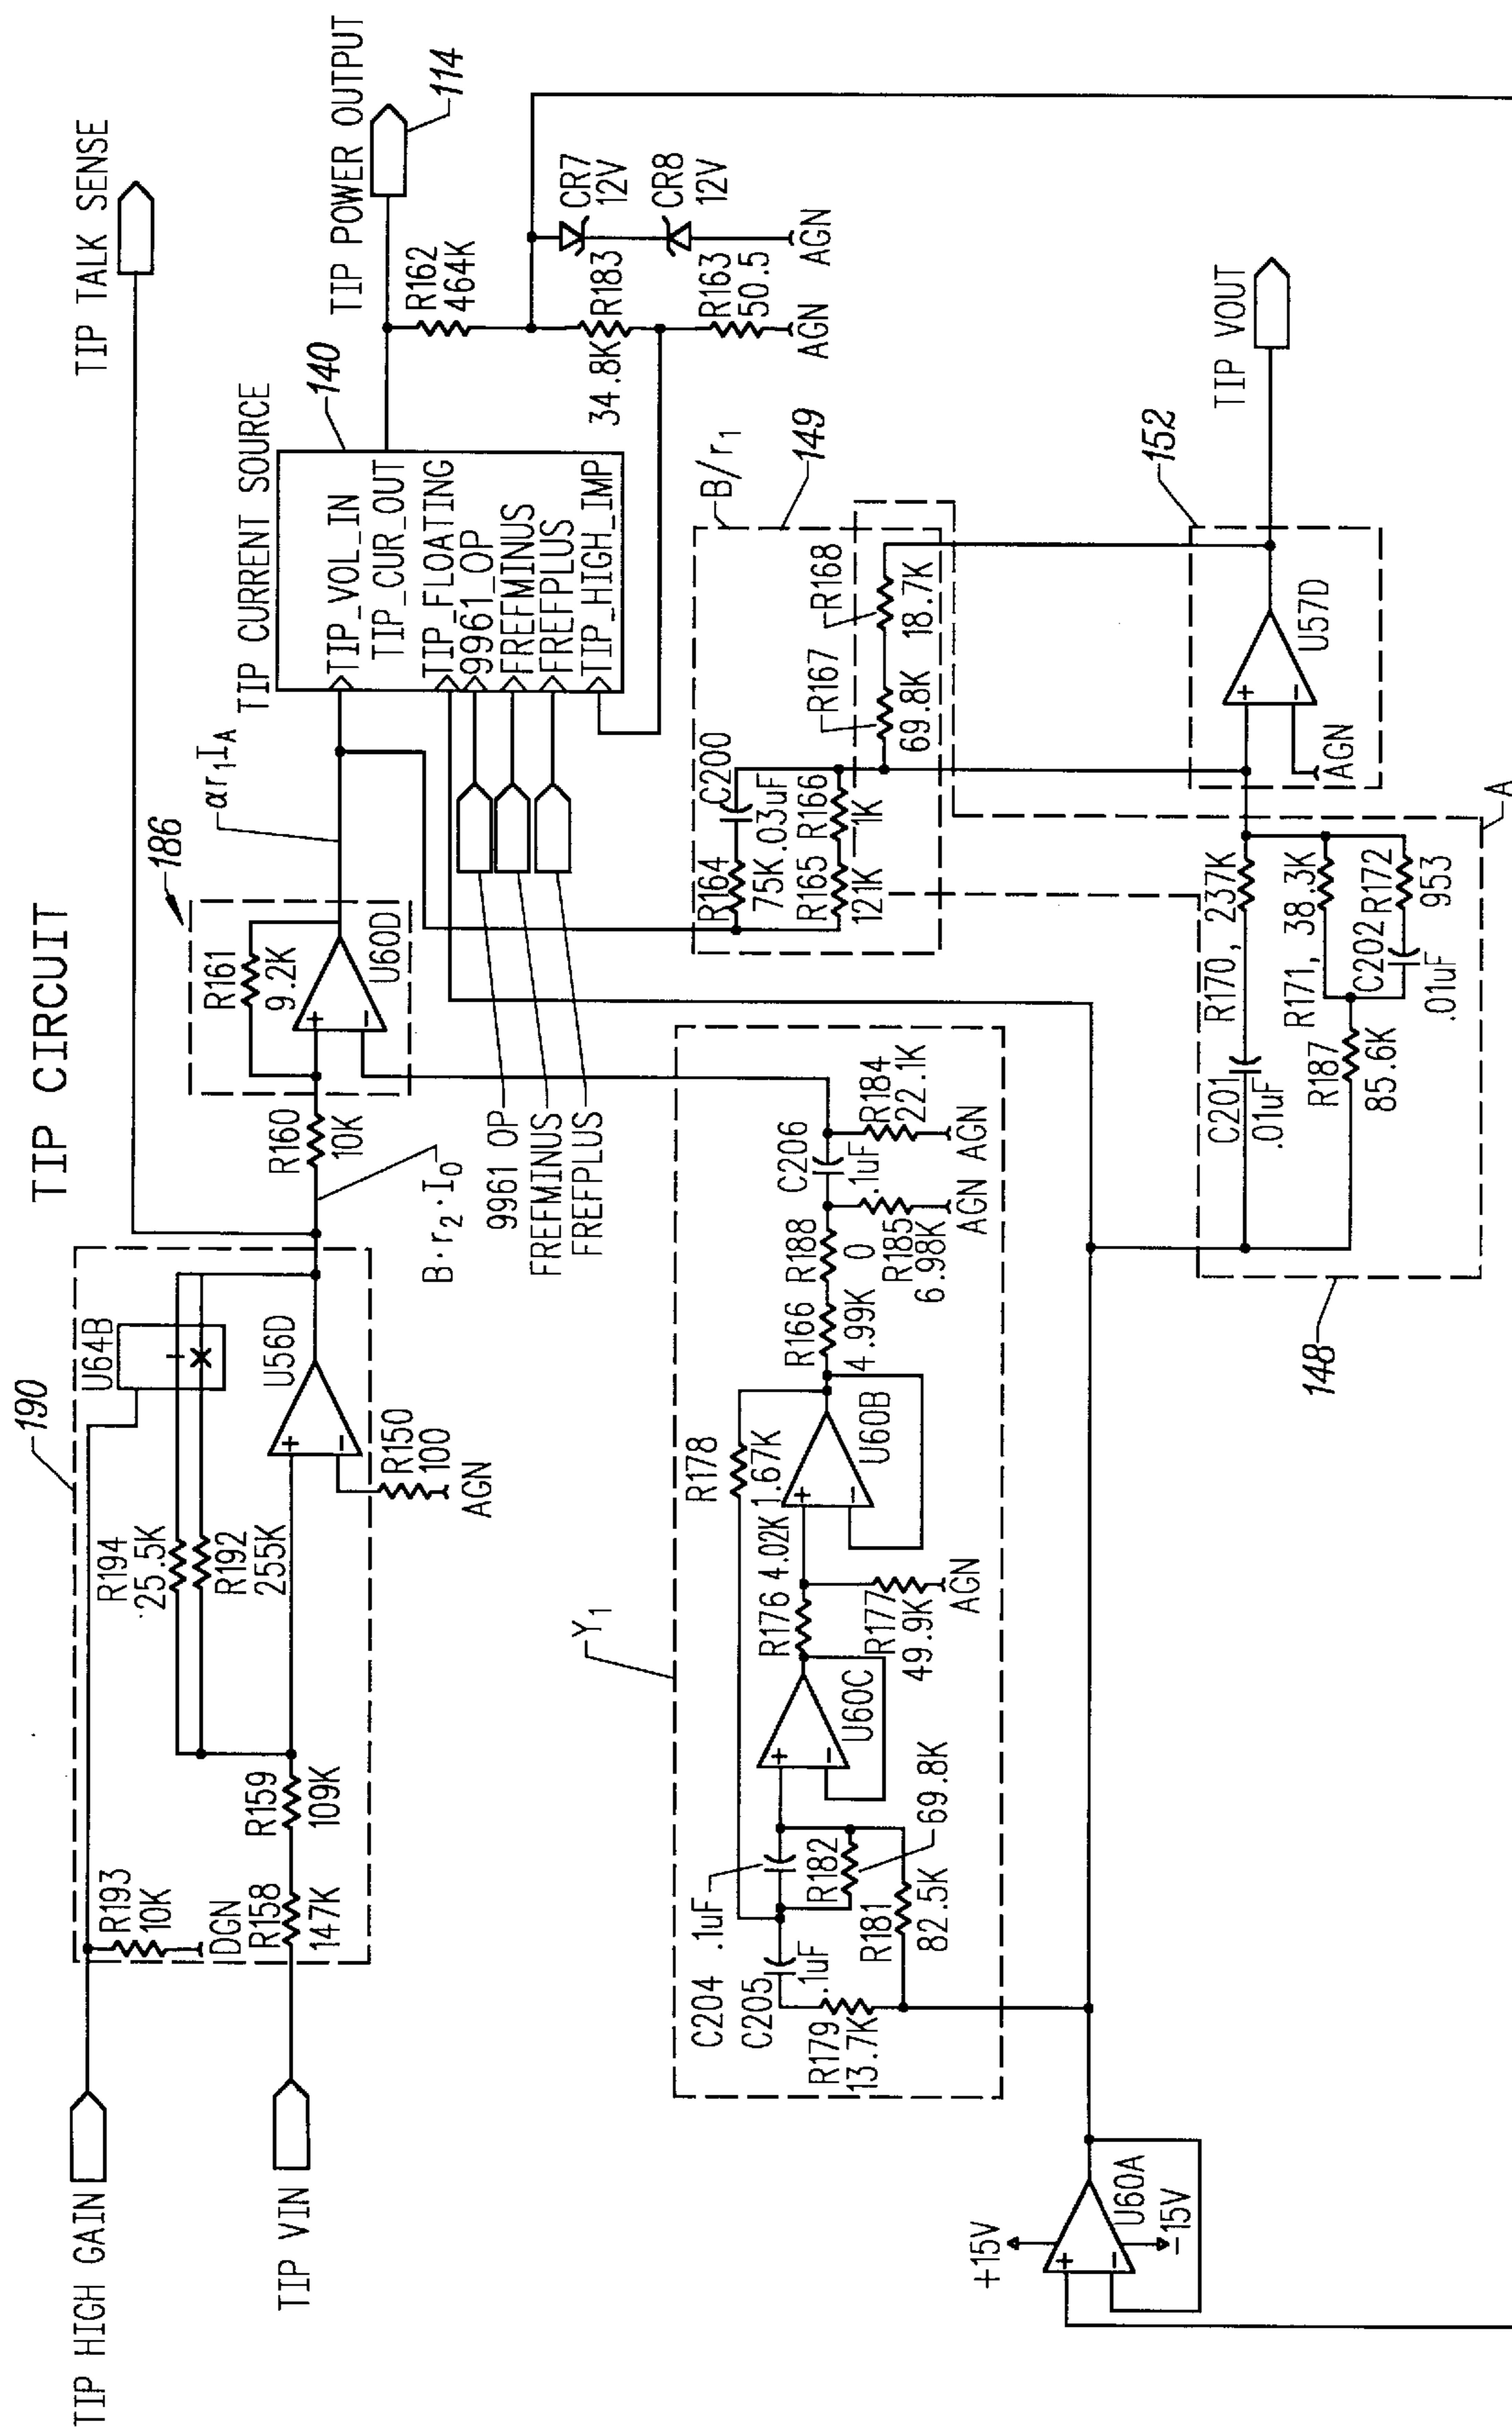 TIP CIRCUIT
TIP HIGH GAIN
TIP VIN
R193
10K
DGN
R158
147K
R159
109K
R194
25.5K
R192
255K
190
U64B
U56D
+
−
R150
100
AGN
B·r2·I0
R160
10K
186
R161
9.2K
U60D
+
−
αr1IA
TIP TALK SENSE
TIP CURRENT SOURCE
140
TIP_VOL_IN
TIP_CUR_OUT
TIP_FLOATING
9961_OP
FREFMINUS
FREFPLUS
TIP_HIGH_IMP
9961 OP
FREFMINUS
FREFPLUS
TIP POWER OUTPUT
114
R162
464K
R183
34.8K
R163
50.5
AGN
CR7
12V
CR8
12V
AGN
Y1
C204 .1uF
C205
.1uF
R179
13.7K
R182
69.8K
R181
82.5K
U60C
+
−
R178
1.67K
R176 4.02K
R177
49.9K
AGN
U60B
+
−
R166
4.99K
R188
0
R185
6.98K
AGN
C206
.1uF
R184
22.1K
AGN
B/r1
149
R164
75K
C200
.03uF
R165
121K
R166
1K
R167
69.8K
R168
18.7K
152
U57D
+
−
AGN
TIP VOUT
148
A
C201
.01uF
R170, 237K
R171, 38.3K
R187
85.6K
C202
.01uF
R172
953
+15V
U60A
+
−
−15V